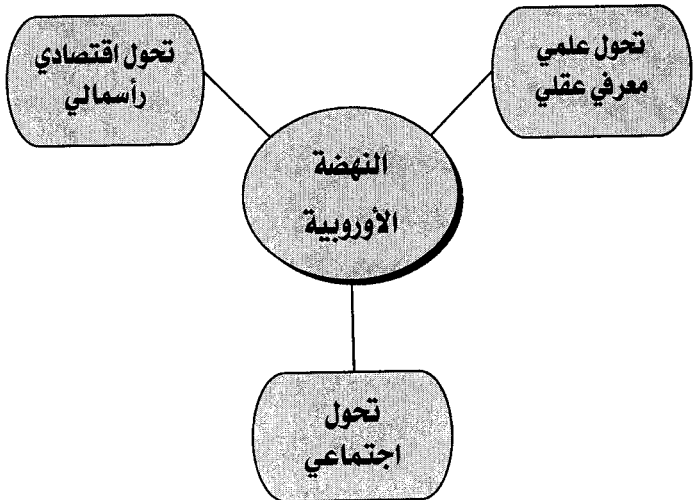 تحول علمي
معرفي عقلي
تحول اقتصادي
رأسمالي
النهضة
الأوروبية
تحول
اجتماعي